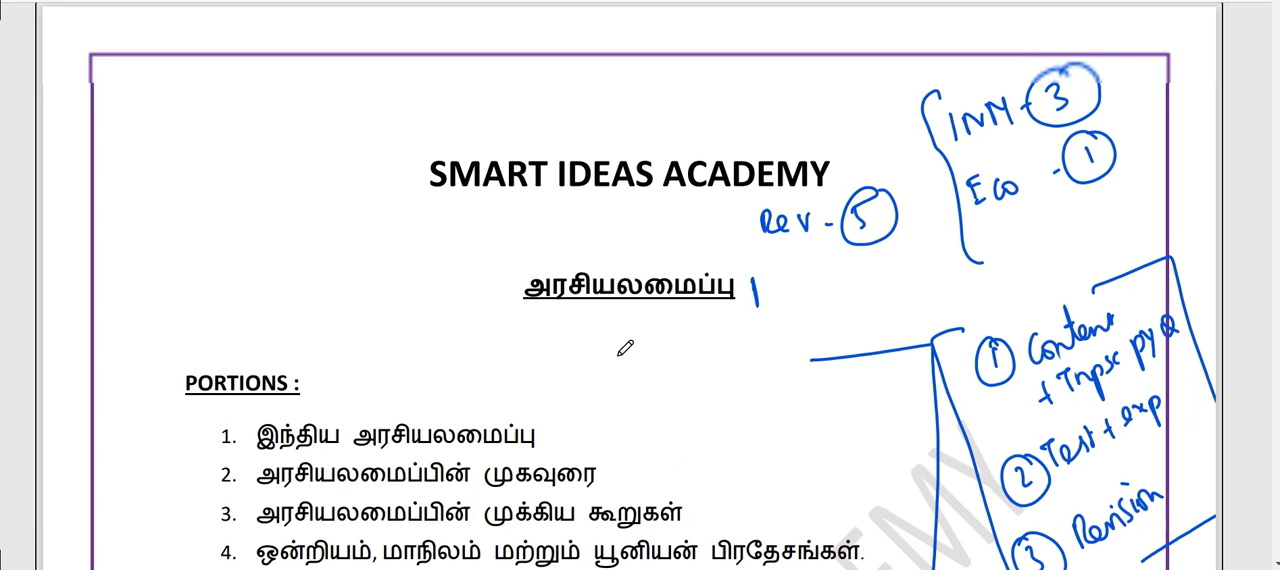 INM - 3
SMART IDEAS ACADEMY
Eco - 1
Rev - 5
அரசியலமைப்பு 1
1 Content
+ Tnpsc PYQ
PORTIONS :
1. இந்திய அரசியலமைப்பு
2 Test + exp
2. அரசியலமைப்பின் முகவுரை
3. அரசியலமைப்பின் முக்கிய கூறுகள்
3 Revision
4. ஒன்றியம், மாநிலம் மற்றும் யூனியன் பிரதேசங்கள்.
EMY